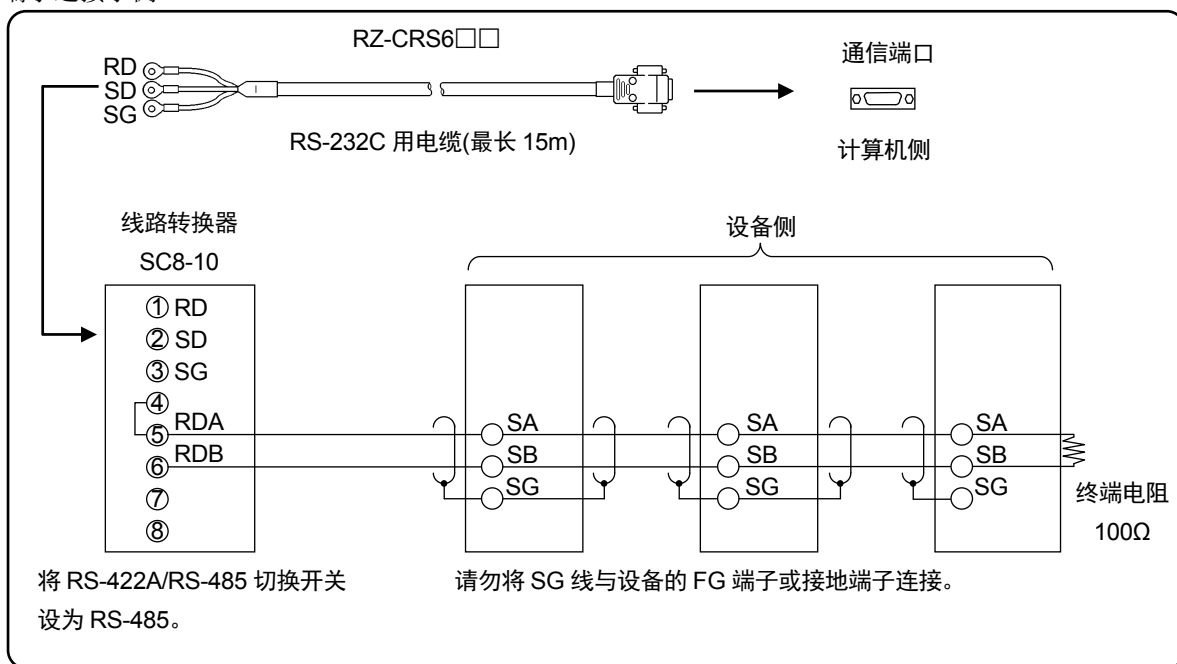 RZ-CRS6□□
通信端口
RD
SD
SG
RS-232C 用电缆(最长 15m)
计算机侧
线路转换器
SC8-10
设备侧
① RD
② SD
③ SG
④
⑤ RDA
⑥ RDB
⑦
⑧
SA
SB
SG
SA
SB
SG
SA
SB
SG
终端电阻
100Ω
将 RS-422A/RS-485 切换开关
设为 RS-485。
请勿将 SG 线与设备的 FG 端子或接地端子连接。